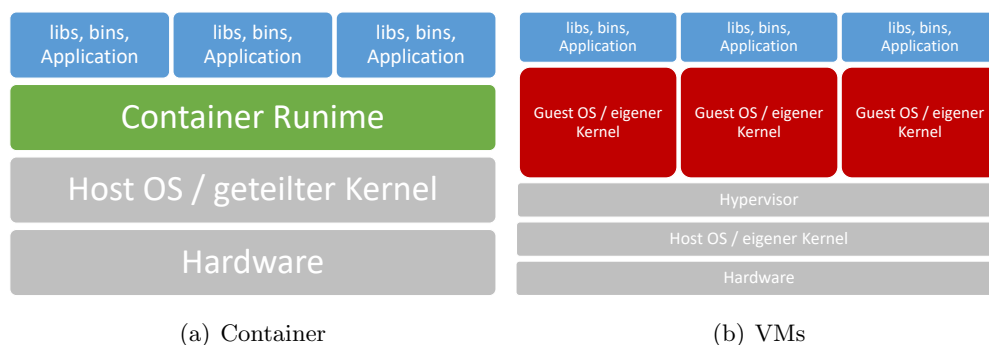 libs, bins,
Application
libs, bins,
Application
libs, bins,
Application
Container Runime
Host OS / geteilter Kernel
Hardware
(a) Container
libs, bins,
Application
libs, bins,
Application
libs, bins,
Application
Guest OS / eigener
Kernel
Guest OS / eigener
Kernel
Guest OS / eigener
Kernel
Hypervisor
Host OS / eigener Kernel
Hardware
(b) VMs